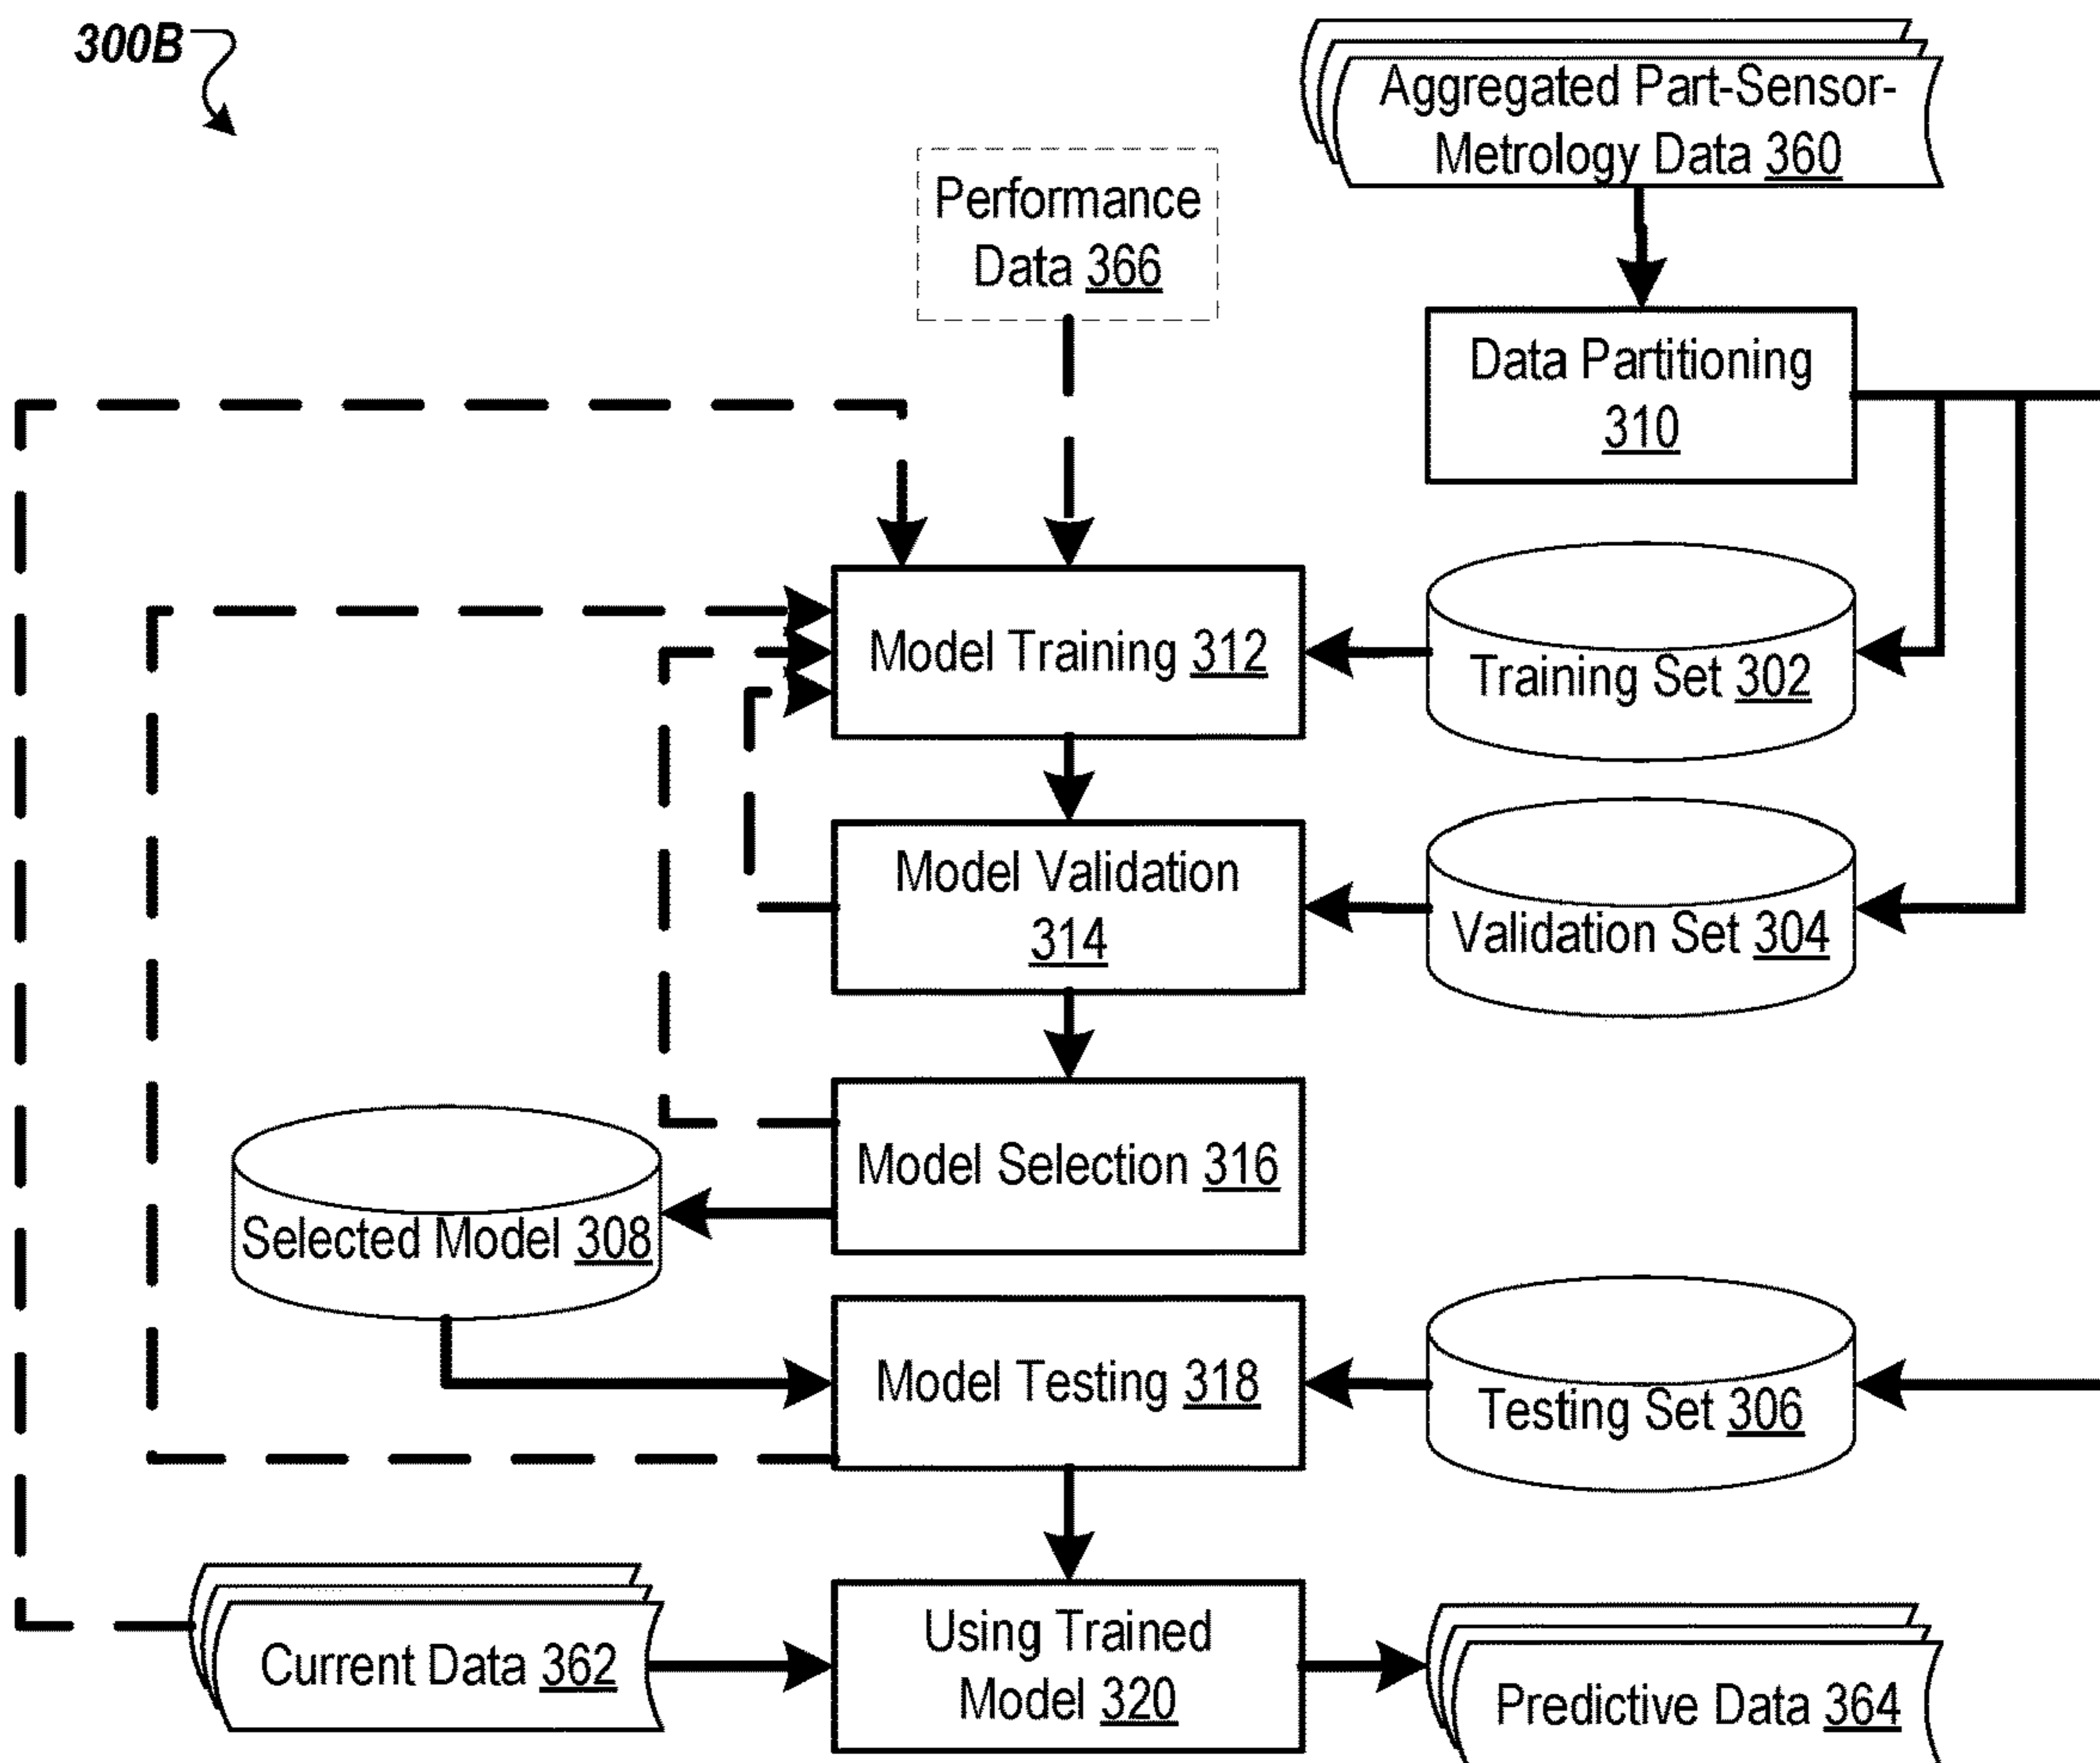 300B
Aggregated Part-Sensor-
Metrology Data 360
Performance
Data 366
Data Partitioning
310
Model Training 312
Training Set 302
Model Validation
314
Validation Set 304
Model Selection 316
Selected Model 308
Model Testing 318
Testing Set 306
Current Data 362
Using Trained
Model 320
Predictive Data 364